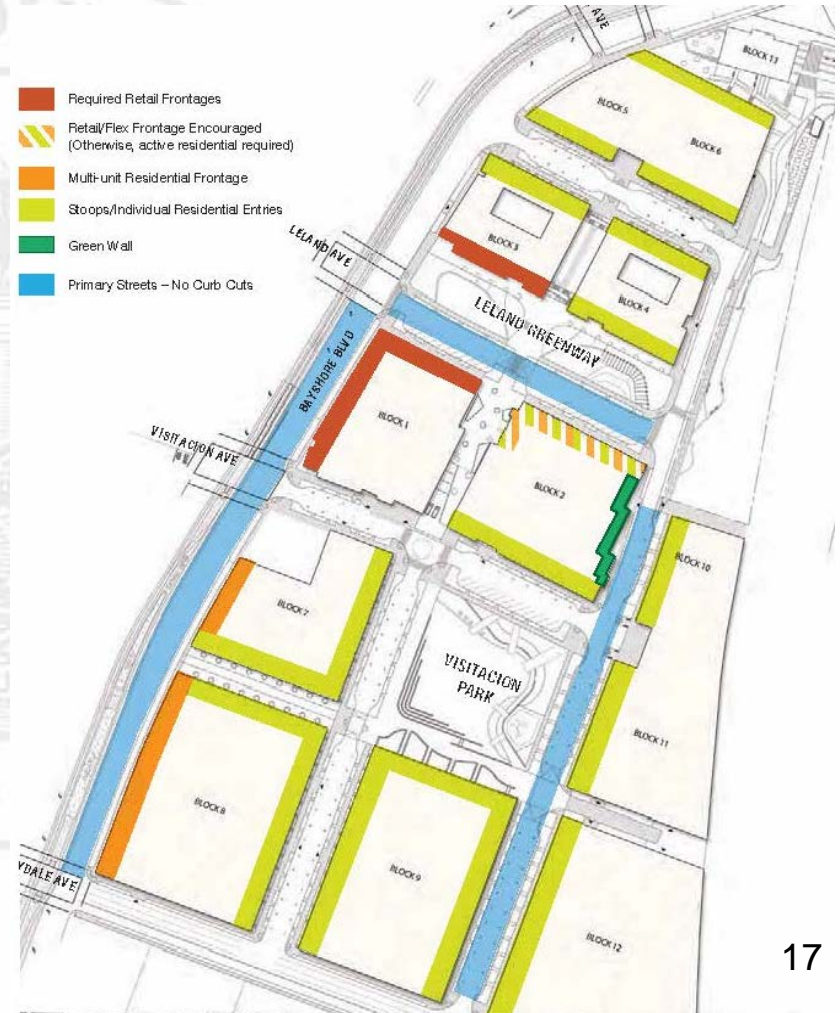 AVE
BLOCK 13
Required Retail Frontages
Retail/Flex Frontage Encouraged
(Otherwise, active residential required)
Multi-unit Residential Frontage
Stoops/Individual Residential Entries
Green Wall
Primary Streets – No Curb Cuts
BLOCK 5
BLOCK 6
LELAND AVE
BLOCK 3
BLOCK 4
LELAND GREENWAY
BAYSHORE BLVD
VISITACION AVE
BLOCK 1
BLOCK 2
BLOCK 10
BLOCK 7
VISITACION
PARK
BLOCK 11
BLOCK 8
BLOCK 9
YDALE AVE
BLOCK 12
17